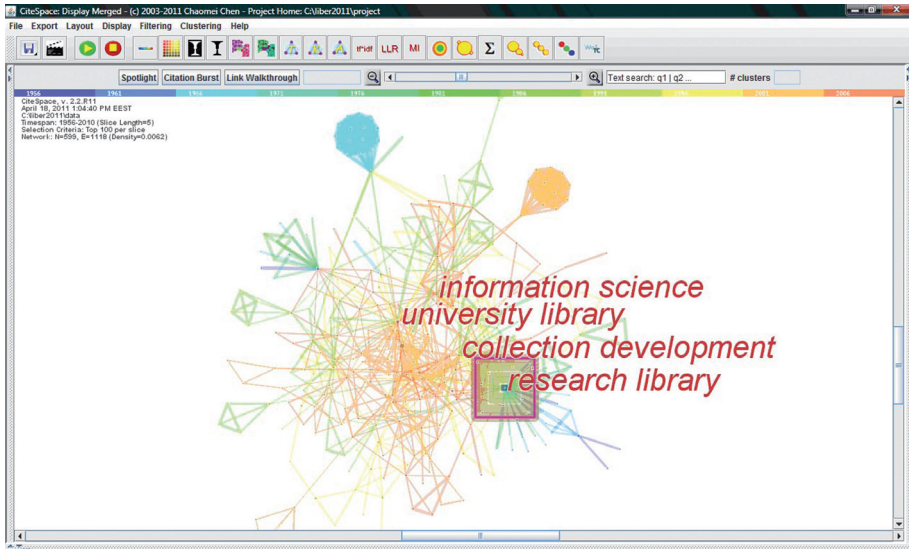 CiteSpace: Display Merged - (c) 2003-2011 Chaomei Chen - Project Home: C:\liber2011\project
File Export Layout Display Filtering Clustering Help
tf*idf LLR MI Σ
Spotlight Citation Burst Link Walkthrough Text search: q1 | q2 ... # clusters
1956 1961 1966 1971 1976 1981 1986 1991 1996 2001 2006
CiteSpace, v. 2.2.R11
April 18, 2011 1:04:40 PM EEST
C:\liber2011\data
Timespan: 1956-2010 (Slice Length=5)
Selection Criteria: Top 100 per slice
Network: N=599, E=1118 (Density=0.0062)
information science
university library
collection development
research library